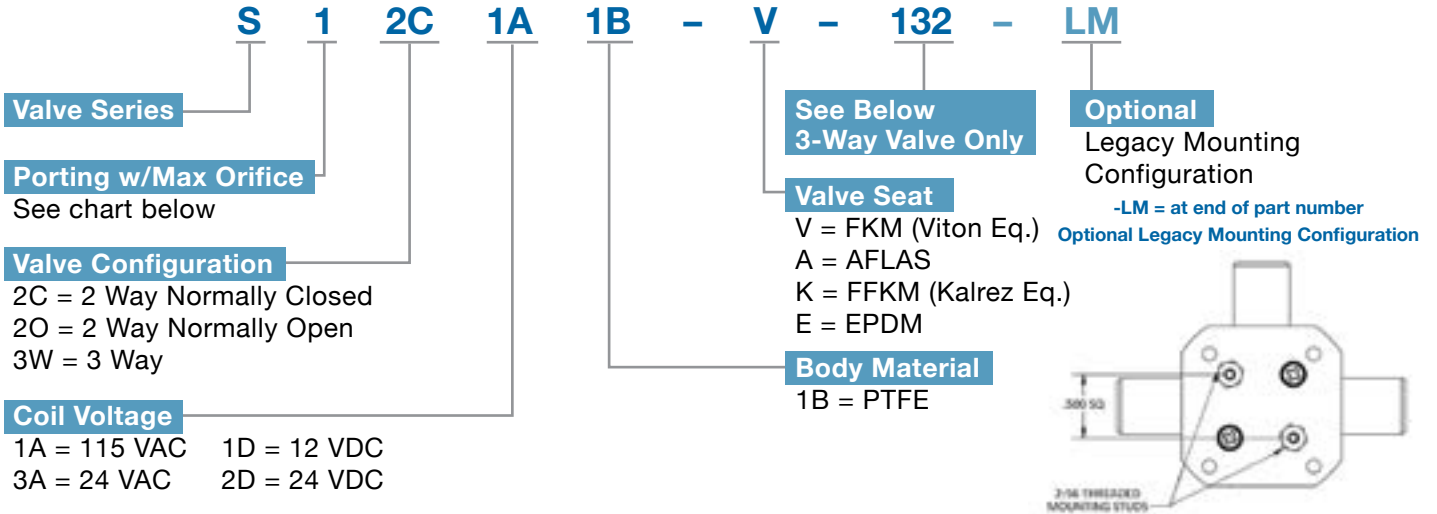 S 1 2C 1A 1B – V – 132 – LM
Valve Series
Porting w/Max Orifice
See chart below
Valve Configuration
2C = 2 Way Normally Closed
2O = 2 Way Normally Open
3W = 3 Way
Coil Voltage
1A = 115 VAC 1D = 12 VDC
3A = 24 VAC 2D = 24 VDC
See Below
3-Way Valve Only
Valve Seat
V = FKM (Viton Eq.)
A = AFLAS
K = FFKM (Kalrez Eq.)
E = EPDM
Body Material
1B = PTFE
Optional
Legacy Mounting
Configuration
-LM = at end of part number
Optional Legacy Mounting Configuration
SQ
2-56 THREADED
MOUNTING STUDS